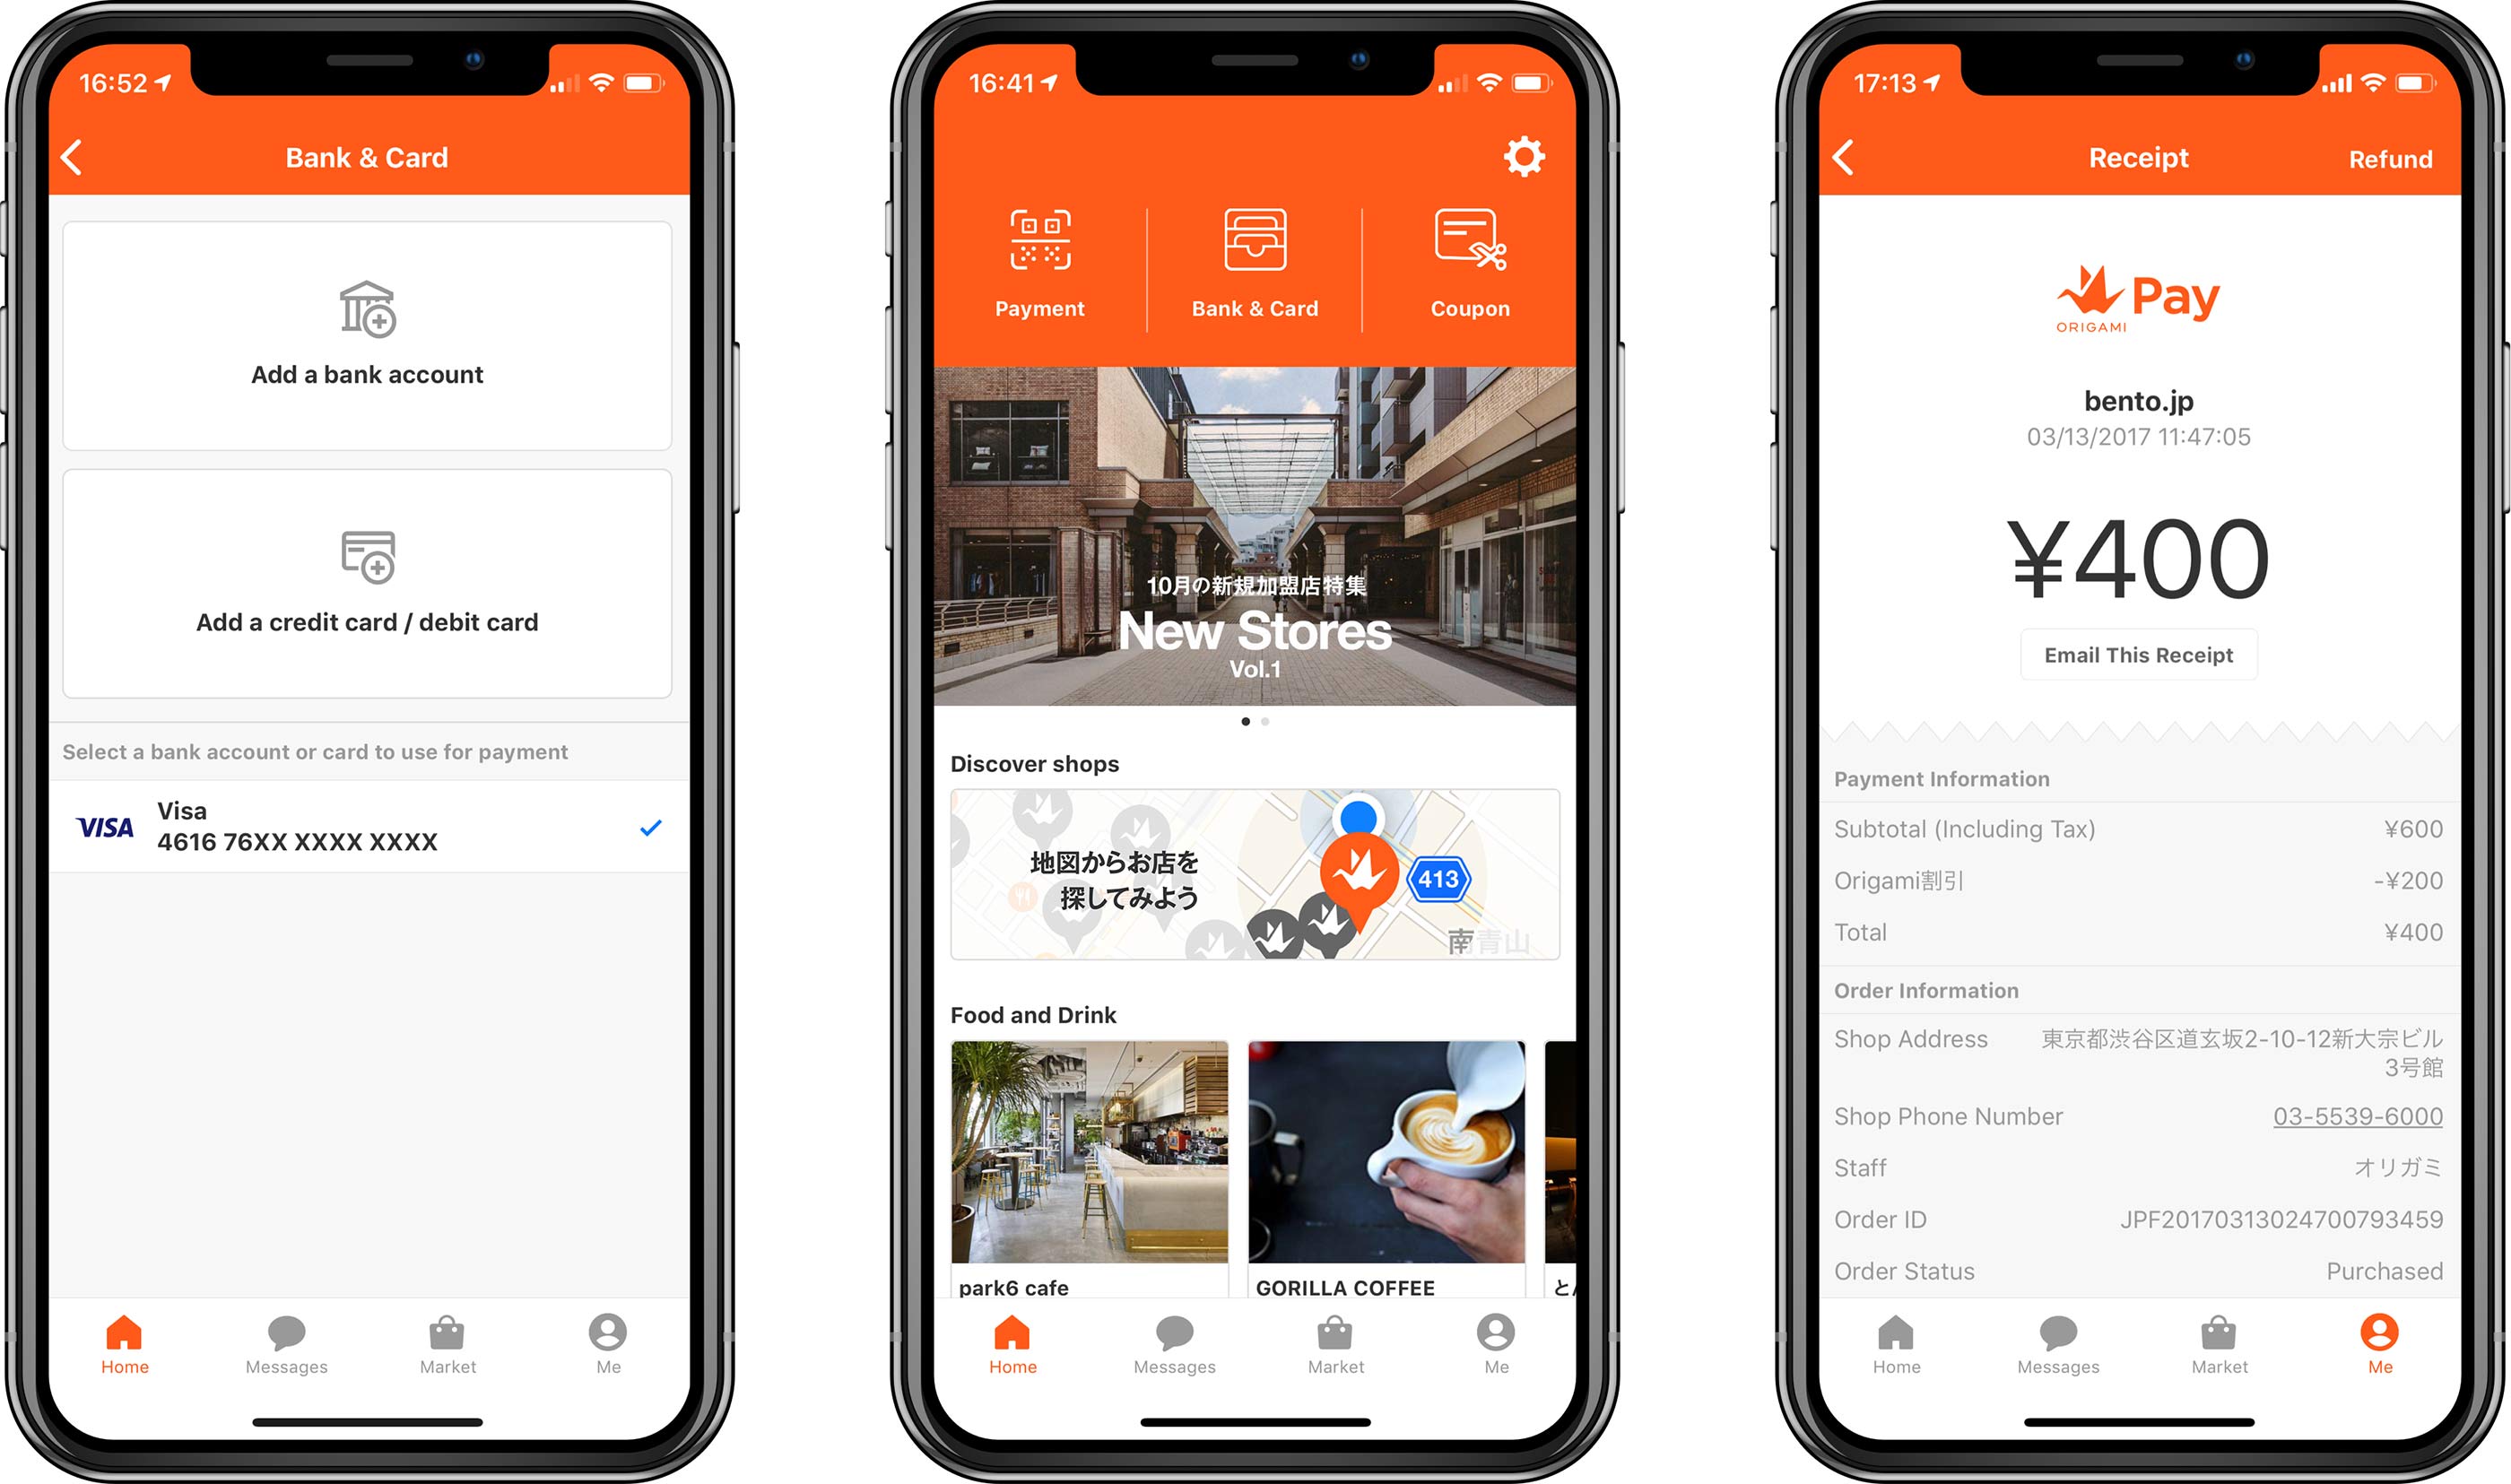 16:52
Bank & Card
Add a bank account
Add a credit card / debit card
Select a bank account or card to use for payment
VISA
Visa
4616 76XX XXXX XXXX
Home
Messages
Market
Me
16:41
Payment
Bank & Card
Coupon
10月の新規加盟店特集
New Stores
Vol.1
Discover shops
地図からお店を
探してみよう
413
南青山
Food and Drink
park6 cafe
GORILLA COFFEE
Home
Messages
Market
Me
17:13
Receipt
Refund
ORIGAMI Pay
bento.jp
03/13/2017 11:47:05
¥400
Email This Receipt
Payment Information
Subtotal (Including Tax) ¥600
Origami割引 -¥200
Total ¥400
Order Information
Shop Address 東京都渋谷区道玄坂2-10-12新大宗ビル
3号館
Shop Phone Number 03-5539-6000
Staff オリガミ
Order ID JPF20170313024700793459
Order Status Purchased
Home
Messages
Market
Me